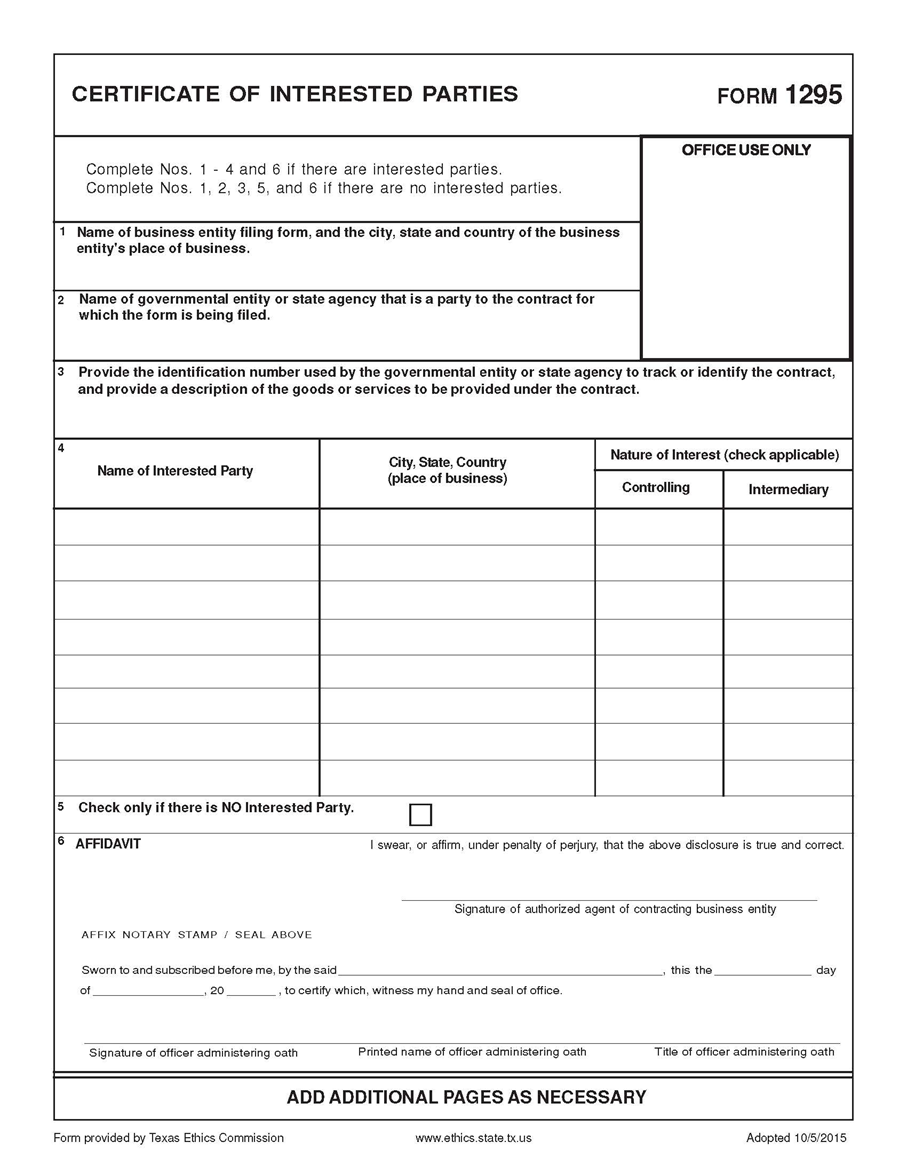 CERTIFICATE OF INTERESTED PARTIES
FORM 1295
Complete Nos. 1 - 4 and 6 if there are interested parties.
Complete Nos. 1, 2, 3, 5, and 6 if there are no interested parties.
OFFICE USE ONLY
1 Name of business entity filing form, and the city, state and country of the business
entity's place of business.
2 Name of governmental entity or state agency that is a party to the contract for
which the form is being filed.
3 Provide the identification number used by the governmental entity or state agency to track or identify the contract,
and provide a description of the goods or services to be provided under the contract.
4
Name of Interested Party
City, State, Country
(place of business)
Nature of Interest (check applicable)
Controlling
Intermediary
5 Check only if there is NO Interested Party.
6 AFFIDAVIT
I swear, or affirm, under penalty of perjury, that the above disclosure is true and correct.
Signature of authorized agent of contracting business entity
AFFIX NOTARY STAMP / SEAL ABOVE
Sworn to and subscribed before me, by the said ____________________, this the __________ day
of __________, 20 _____ , to certify which, witness my hand and seal of office.
Signature of officer administering oath
Printed name of officer administering oath
Title of officer administering oath
ADD ADDITIONAL PAGES AS NECESSARY
Form provided by Texas Ethics Commission
www.ethics.state.tx.us
Adopted 10/5/2015